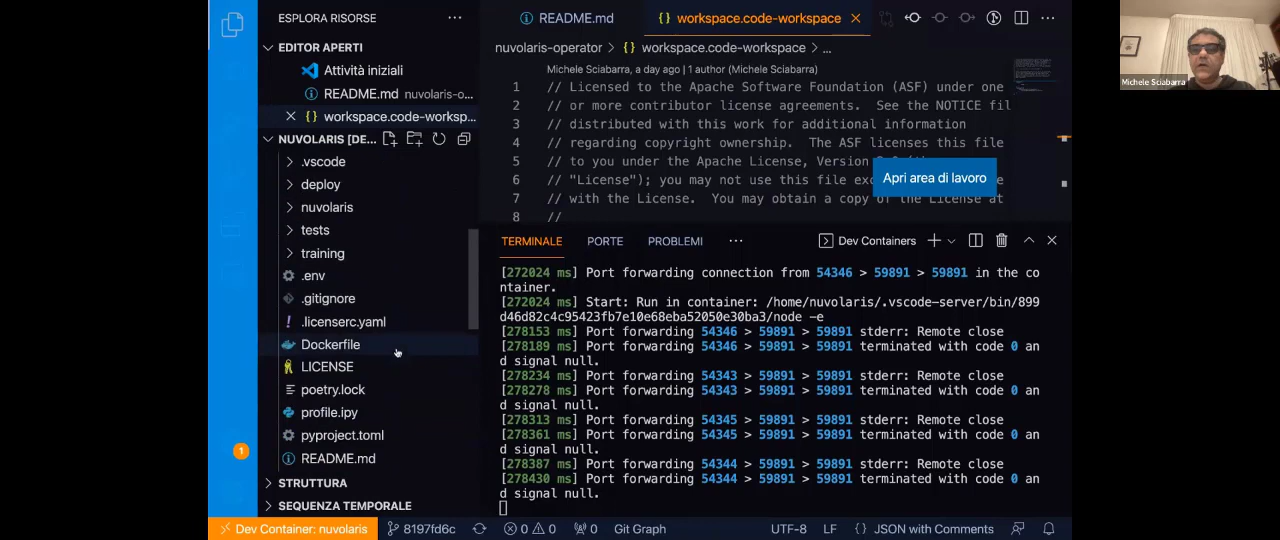 ESPLORA RISORSE
EDITOR APERTI
Attività iniziali
README.md nuvolaris-o...
workspace.code-worksp...
NUVOLARIS [DE...
.vscode
deploy
nuvolaris
tests
training
.env
.gitignore
.licenserc.yaml
Dockerfile
LICENSE
poetry.lock
profile.ipy
pyproject.toml
README.md
STRUTTURA
SEQUENZA TEMPORALE
README.md
workspace.code-workspace
nuvolaris-operator > {} workspace.code-workspace > ...
Michele Sciabarra, a day ago | 1 author (Michele Sciabarra)
1 // Licensed to the Apache Software Foundation (ASF) under one
2 // or more contributor license agreements. See the NOTICE fil
3 // distributed with this work for additional information
4 // regarding copyright ownership. The ASF licenses this file
5 // to you under the Apache License, Version
6 // "License"); you may not use this file
7 // with the License. You may obtain a copy of the License at
8 //
Apri area di lavoro
TERMINALE PORTE PROBLEMI ...
Dev Containers
[272024 ms] Port forwarding connection from 54346 > 59891 > 59891 in the co
ntainer.
[272024 ms] Start: Run in container: /home/nuvolaris/.vscode-server/bin/899
d46d82c4c95423fb7e10e68eba52050e30ba3/node -e
[278153 ms] Port forwarding 54346 > 59891 > 59891 stderr: Remote close
[278189 ms] Port forwarding 54346 > 59891 > 59891 terminated with code 0 an
d signal null.
[278234 ms] Port forwarding 54343 > 59891 > 59891 stderr: Remote close
[278278 ms] Port forwarding 54343 > 59891 > 59891 terminated with code 0 an
d signal null.
[278313 ms] Port forwarding 54345 > 59891 > 59891 stderr: Remote close
[278361 ms] Port forwarding 54345 > 59891 > 59891 terminated with code 0 an
d signal null.
[278387 ms] Port forwarding 54344 > 59891 > 59891 stderr: Remote close
[278430 ms] Port forwarding 54344 > 59891 > 59891 terminated with code 0 an
d signal null.
1
Dev Container: nuvolaris 8197fd6c 0 0 0 Git Graph UTF-8 LF {} JSON with Comments
Michele Sciabarra